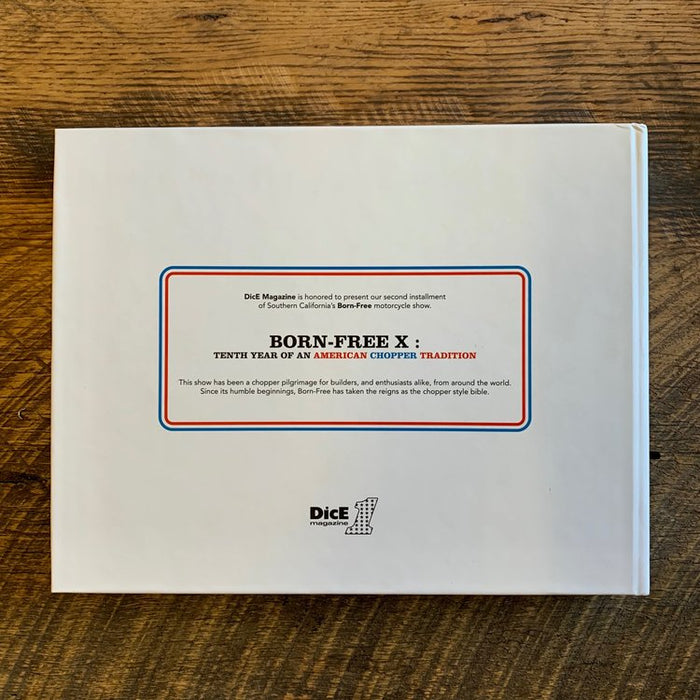 DicE Magazine is honored to present our second installment
of Southern California's Born-Free motorcycle show.
BORN-FREE X :
TENTH YEAR OF AN AMERICAN CHOPPER TRADITION
This show has been a chopper pilgrimage for builders, and enthusiasts alike, from around the world.
Since its humble beginnings, Born-Free has taken the reigns as the chopper style bible.
DicE 1
magazine